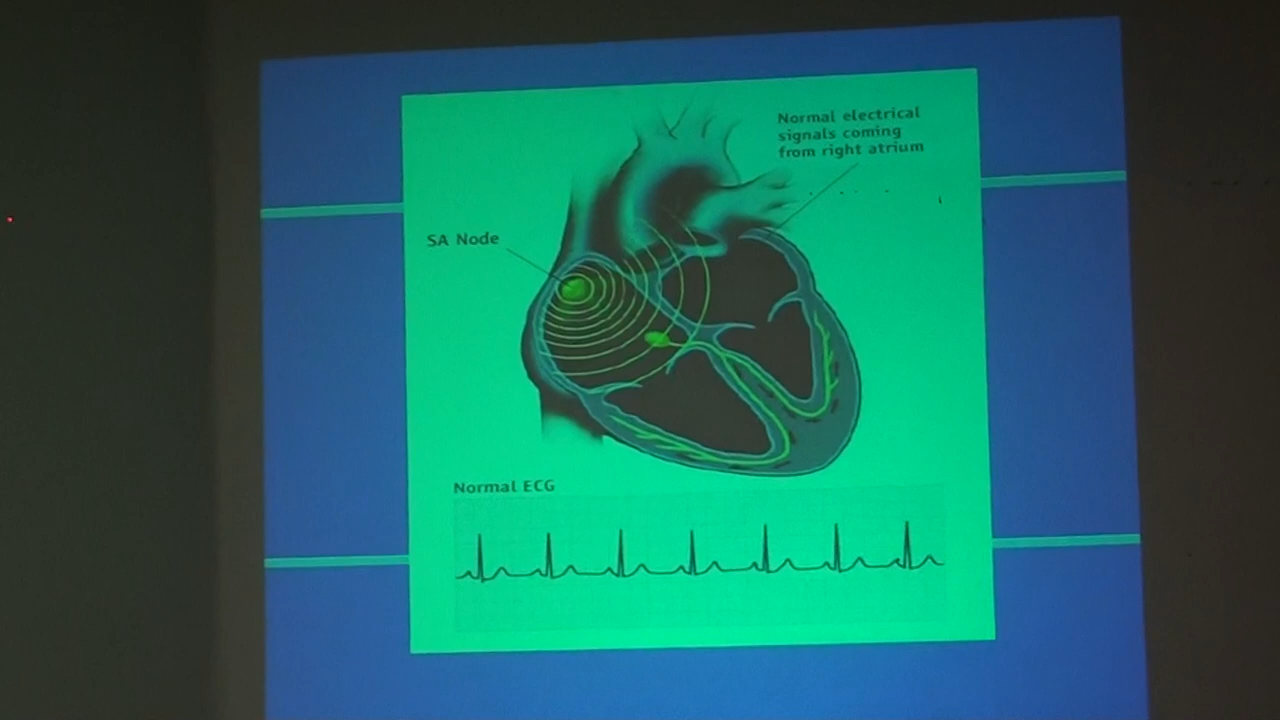 Normal electrical
signals coming
from right atrium
SA Node
Normal ECG